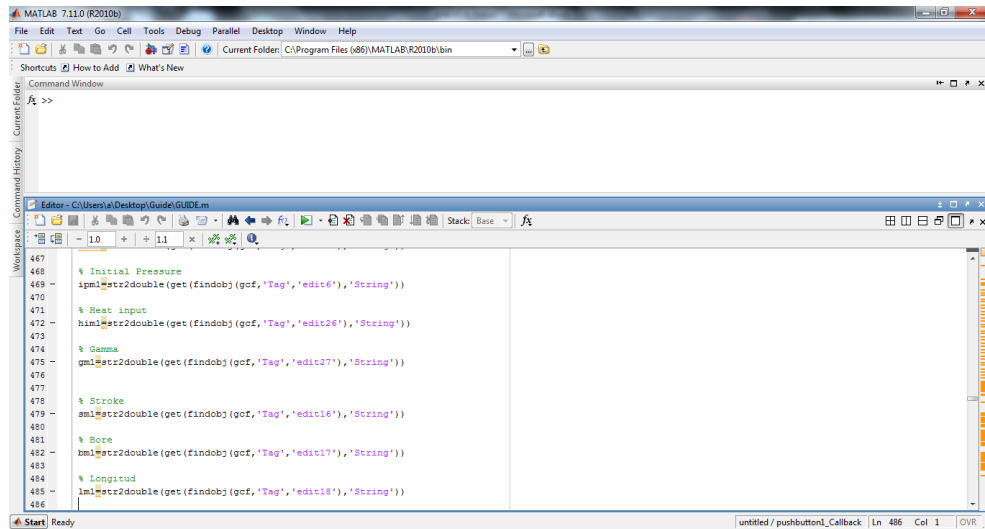 MATLAB 7.11.0 (R2010b)
File Edit Text Go Cell Tools Debug Parallel Desktop Window Help
Current Folder: C:\Program Files (x86)\MATLAB\R2010b\bin
Shortcuts How to Add What's New
Current Folder
Command History
Workspace
Command Window
fx >>
Editor - C:\Users\a\Desktop\Guide\GUIDE.m
Stack: Base fx
- 1.0 + ÷ 1.1 ×
467
468 % Initial Pressure
469 - ipm1=str2double(get(findobj(gcf,'Tag','edit6'),'String'))
470
471 % Heat input
472 - him1=str2double(get(findobj(gcf,'Tag','edit26'),'String'))
473
474 % Gamma
475 - gm1=str2double(get(findobj(gcf,'Tag','edit27'),'String'))
476
477
478 % Stroke
479 - sm1=str2double(get(findobj(gcf,'Tag','edit16'),'String'))
480
481 % Bore
482 - bm1=str2double(get(findobj(gcf,'Tag','edit17'),'String'))
483
484 % Longitud
485 - lm1=str2double(get(findobj(gcf,'Tag','edit18'),'String'))
486
Start Ready
untitled / pushbutton1_Callback Ln 486 Col 1 OVR